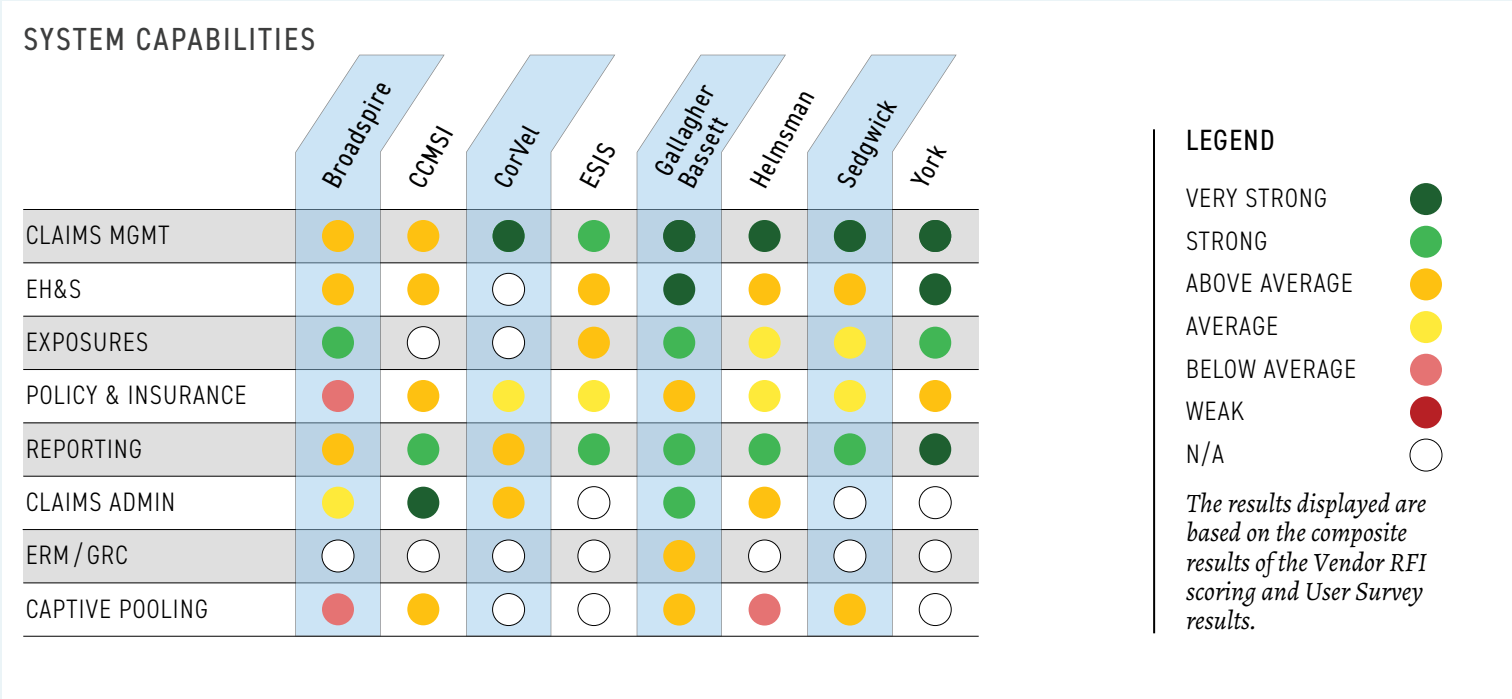 SYSTEM CAPABILITIES
Broadspire
CCMSI
CorVel
ESIS
Gallagher
Bassett
Helmsman
Sedgwick
York
CLAIMS MGMT
EH&S
EXPOSURES
POLICY & INSURANCE
REPORTING
CLAIMS ADMIN
ERM / GRC
CAPTIVE POOLING
LEGEND
VERY STRONG
STRONG
ABOVE AVERAGE
AVERAGE
BELOW AVERAGE
WEAK
N/A
The results displayed are
based on the composite
results of the Vendor RFI
scoring and User Survey
results.